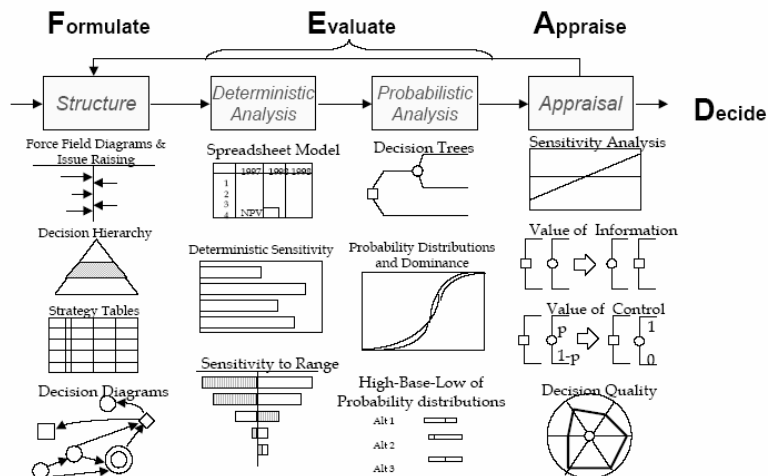 Formulate
Evaluate
Appraise
Structure
Deterministic
Analysis
Probabilistic
Analysis
Appraisal
Decide
Force Field Diagrams &
Issue Raising
Decision Hierarchy
Strategy Tables
Decision Diagrams
Spreadsheet Model
1997 1998 1998
1
2
3
4 NPV
Deterministic Sensitivity
Sensitivity to Range
Decision Trees
Probability Distributions
and Dominance
High-Base-Low of
Probability distributions
Alt 1
Alt 2
Alt 3
Sensitivity Analysis
Value of Information
Value of Control
p
1-p
1
0
Decision Quality